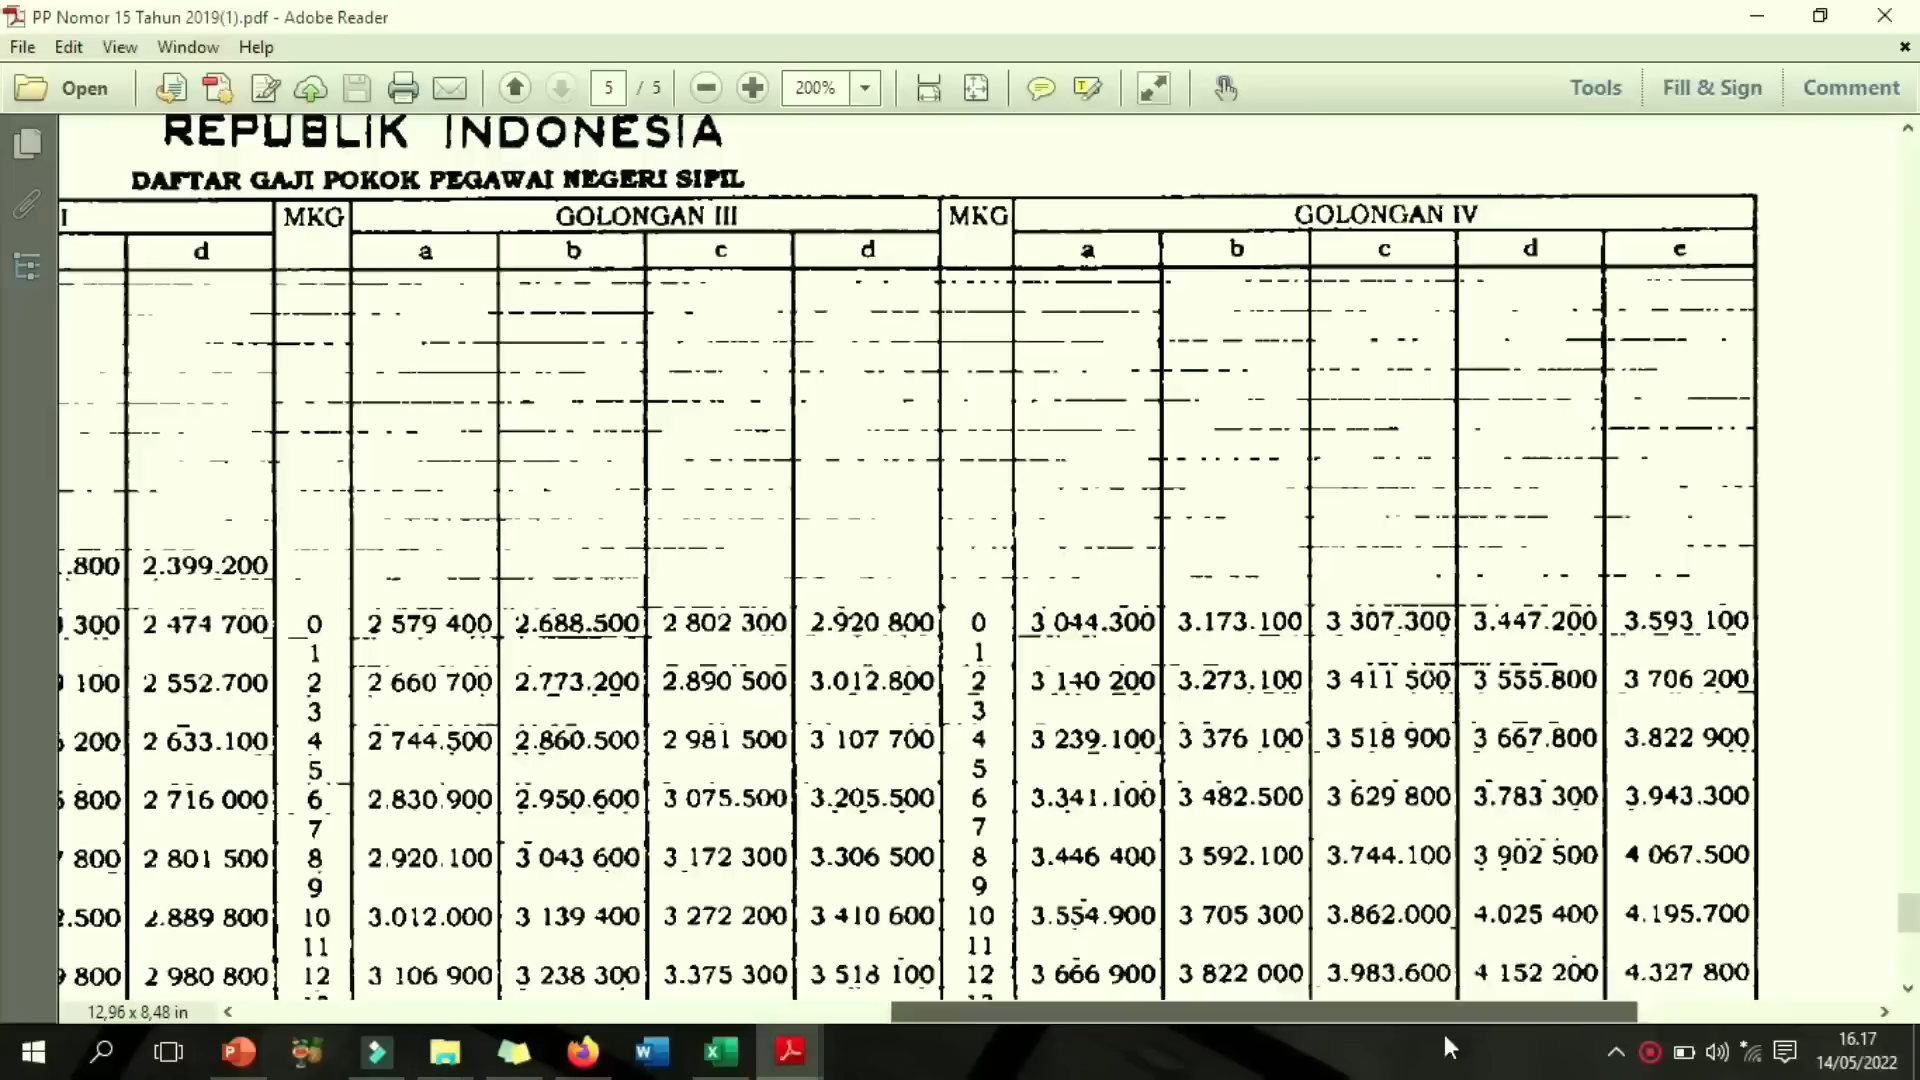 PP Nomor 15 Tahun 2019(1).pdf - Adobe Reader
File Edit View Window Help
Open 5 / 5 200% Tools Fill & Sign Comment
REPUBLIK INDONESIA
DAFTAR GAJI POKOK PEGAWAI NEGERI SIPIL
I MKG GOLONGAN III MKG GOLONGAN IV
d a b c d a b c d e
.800 2.399.200
300 2 474 700 0 2 579 400 2.688.500 2 802 300 2.920 800 0 3 044.300 3.173.100 3 307.300 3.447.200 3.593 100
1 1
100 2 552.700 2 2 660 700 2.773.200 2.890 500 3.012.800 2 3 140 200 3.273.100 3 411 500 3 555.800 3 706 200
3 3
200 2 633.100 4 2 744.500 2.860.500 2 981 500 3 107 700 4 3 239.100 3 376 100 3 518 900 3 667.800 3.822 900
5 5
800 2 716 000 6 2.830.900 2.950.600 3 075.500 3.205.500 6 3.341.100 3 482.500 3 629 800 3.783 300 3.943.300
7 7
800 2 801 500 8 2.920.100 3 043 600 3.172 300 3.306 500 8 3.446 400 3 592.100 3.744.100 3 902 500 4 067.500
9 9
.500 2.889 800 10 3.012.000 3 139 400 3 272 200 3 410 600 10 3.554.900 3 705 300 3.862.000 4.025 400 4.195.700
11 11
800 2 980 800 12 3 106 900 3 238 300 3.375 300 3 518 100 12 3 666 900 3 822 000 3.983.600 4 152 200 4.327 800
12,96 x 8,48 in
16.17
14/05/2022